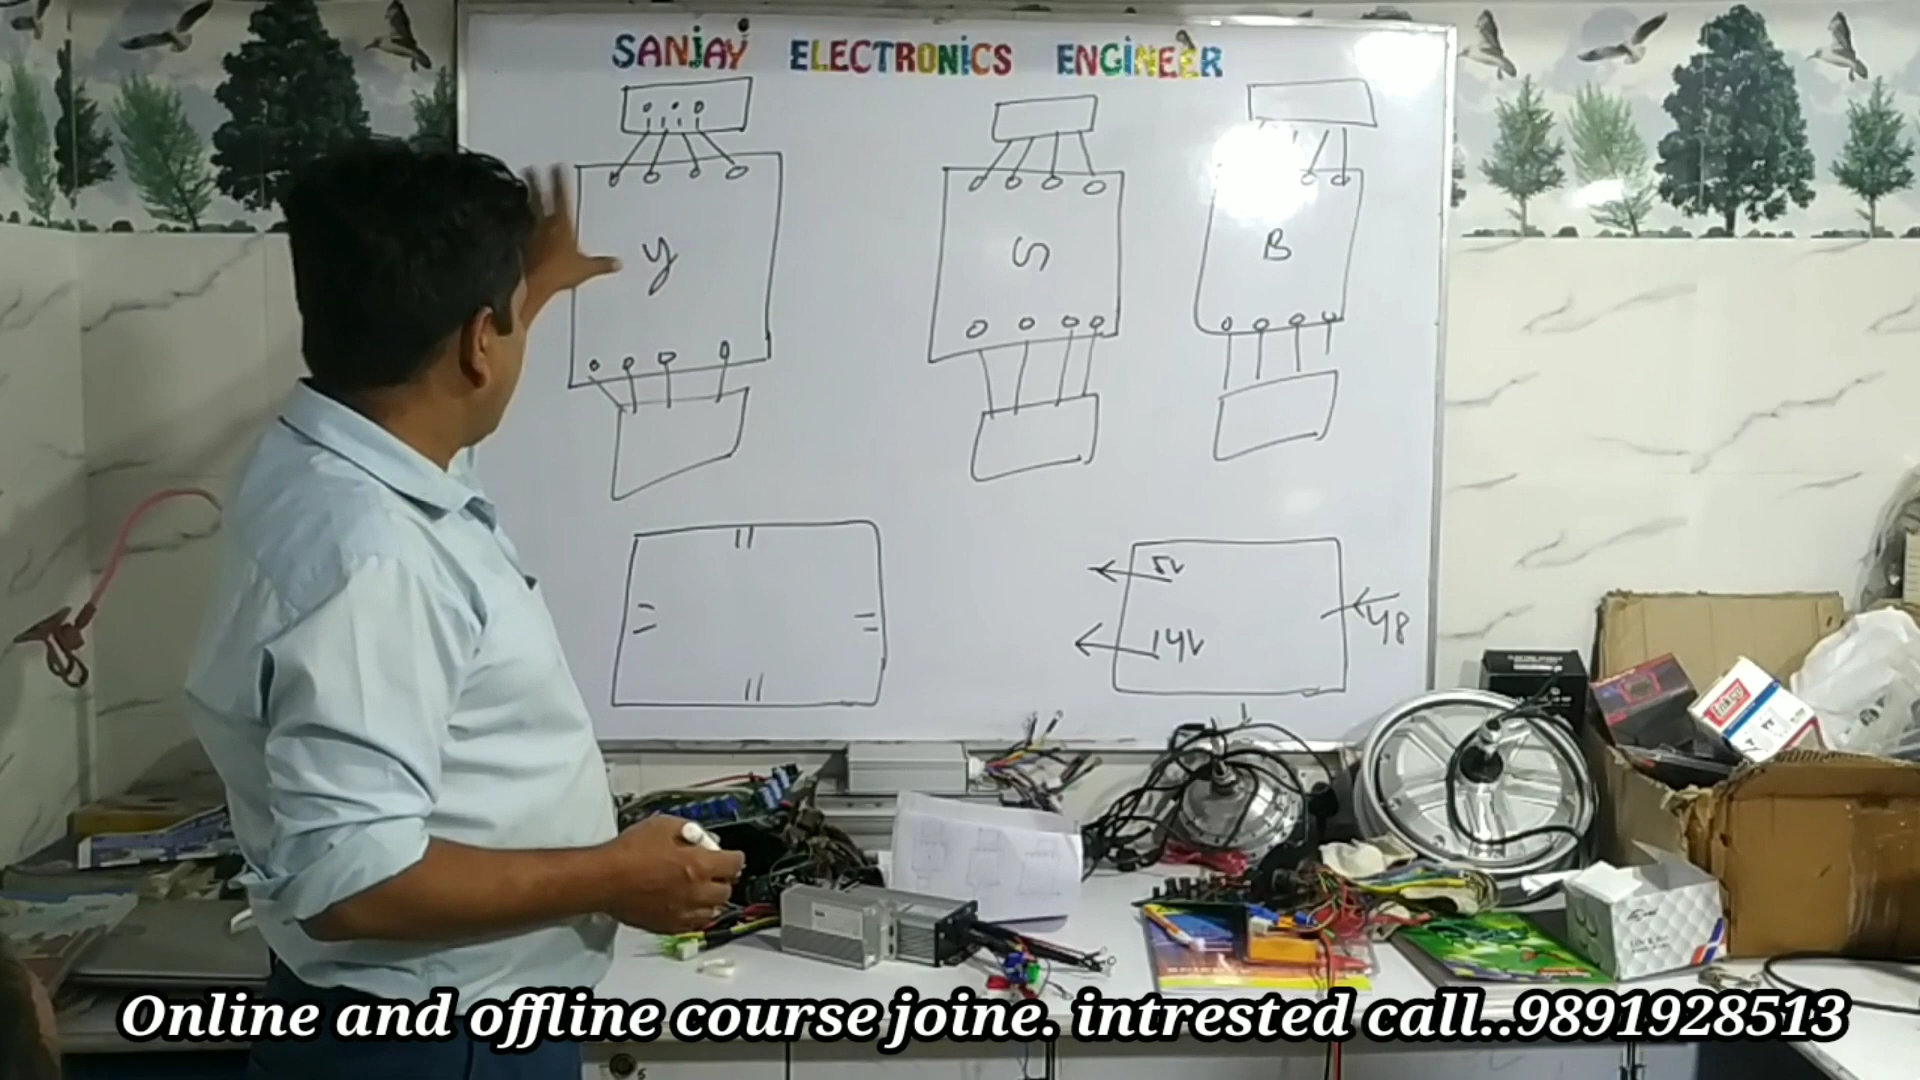 SANJAY ELECTRONICS ENGINEER
y
S
B
5V
14V
48
Online and offline course joine. intrested call..9891928513